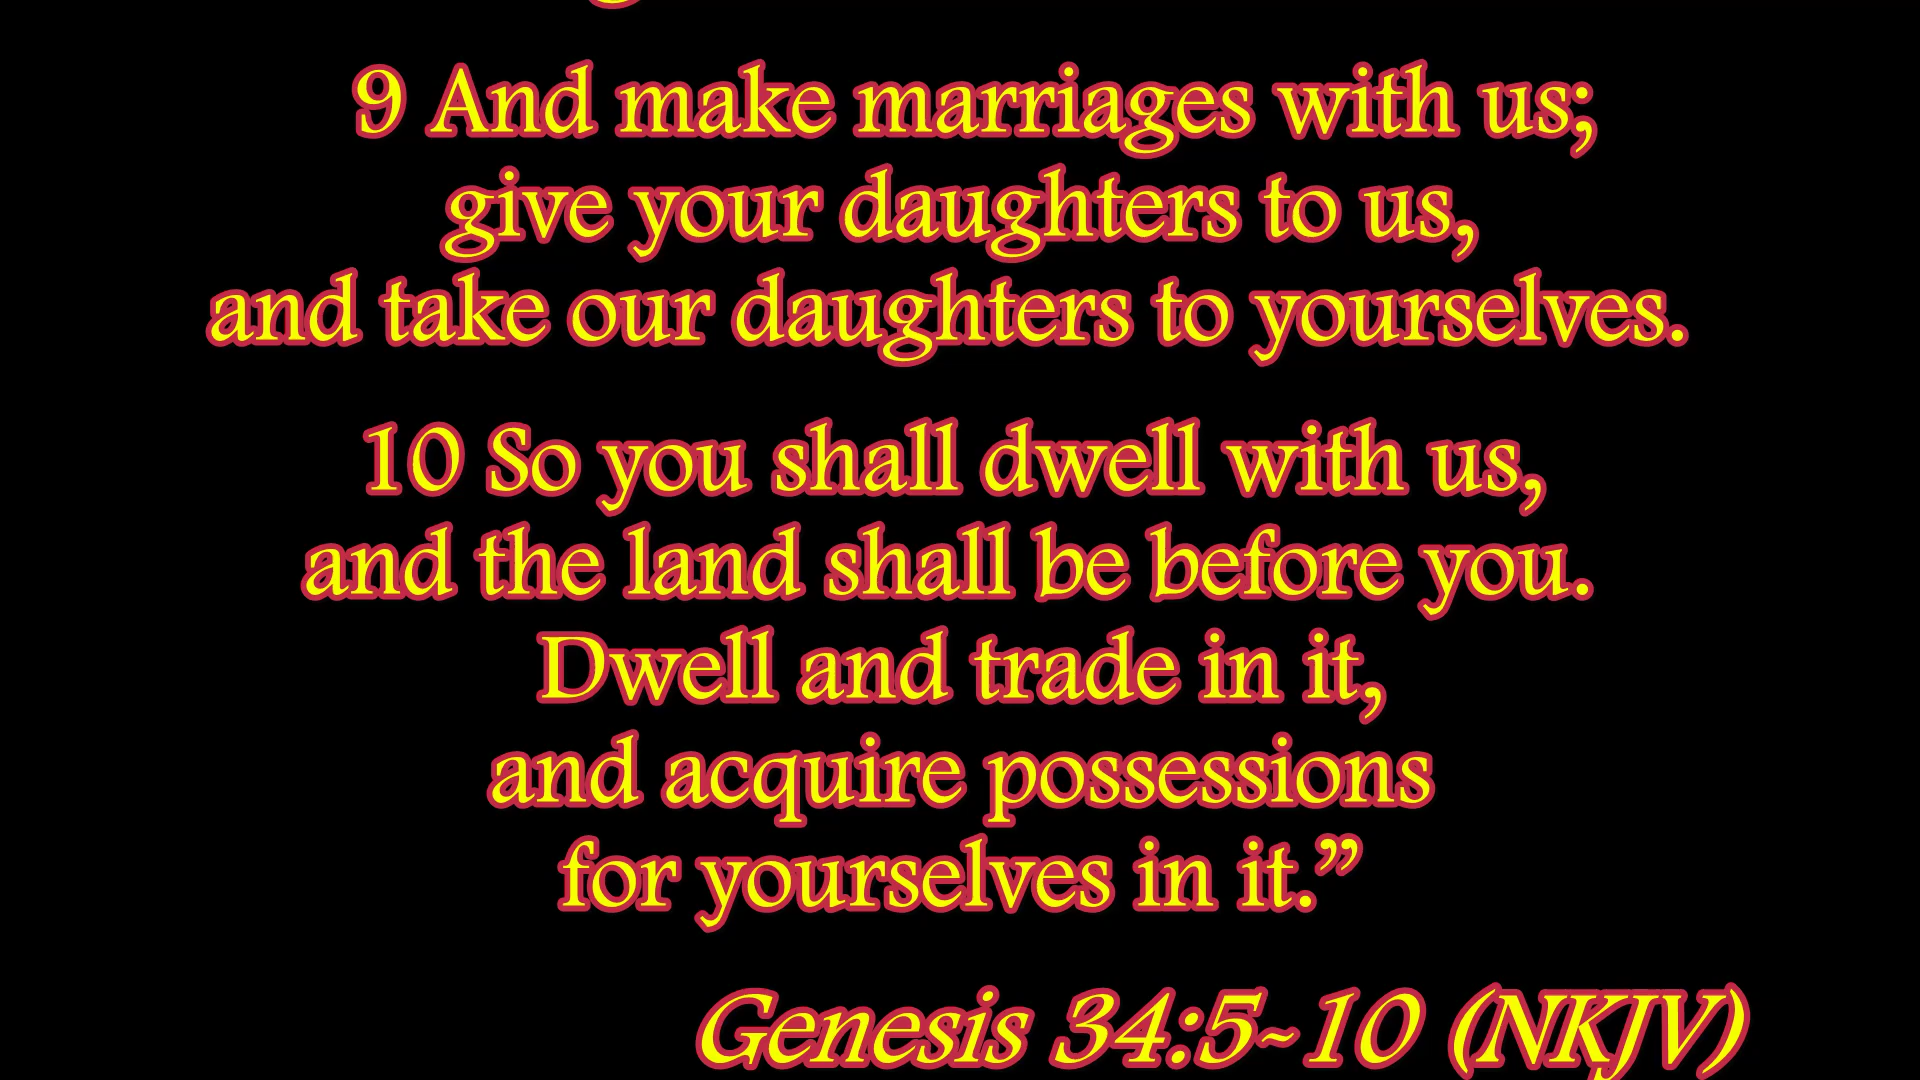 9 And make marriages with us;
give your daughters to us,
and take our daughters to yourselves.
10 So you shall dwell with us,
and the land shall be before you.
Dwell and trade in it,
and acquire possessions
for yourselves in it.”
Genesis 34:5~10 (NKJV)